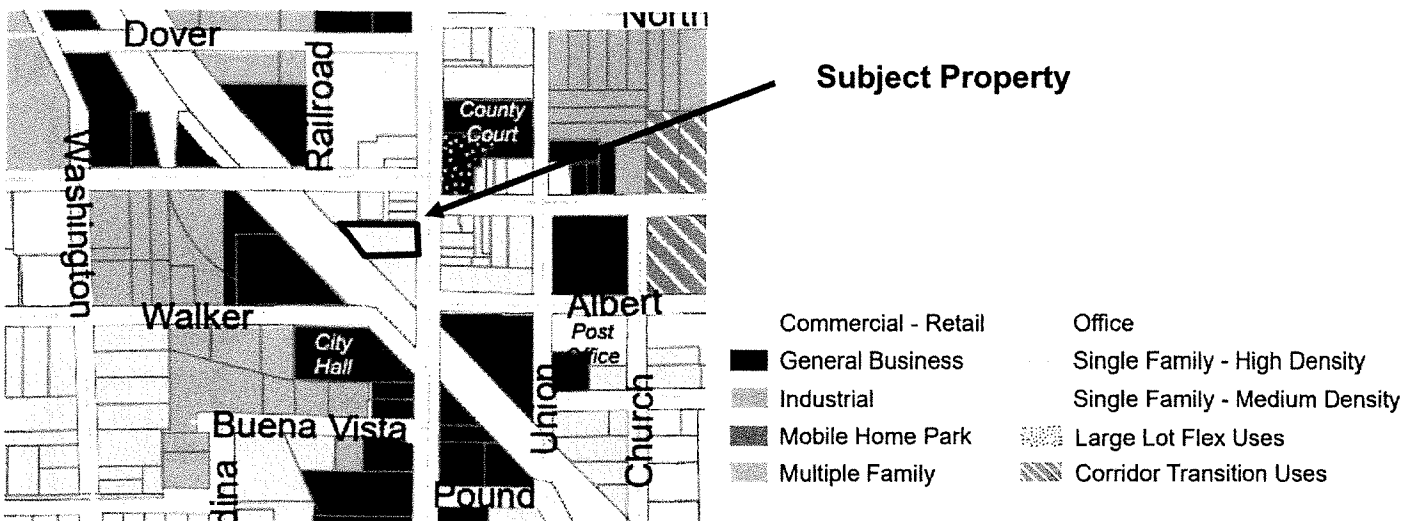 North
Dover
Railroad
Subject Property
County
Court
Washington
Albert
Walker
Post
Office
City
Hall
Union
Church
Buena Vista
Pound
dina
Commercial - Retail
General Business
Industrial
Mobile Home Park
Multiple Family
Office
Single Family - High Density
Single Family - Medium Density
Large Lot Flex Uses
Corridor Transition Uses